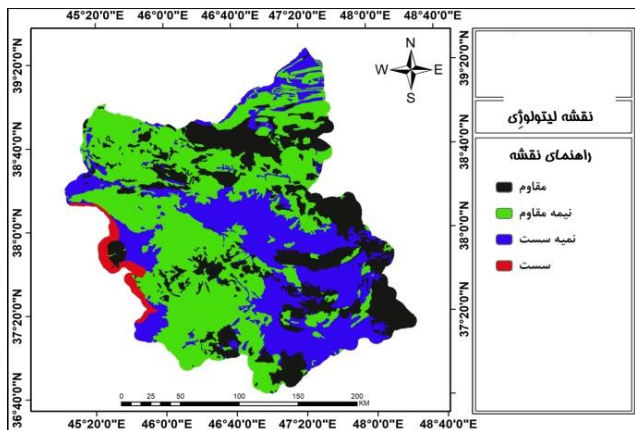 45°20'0"E 46°0'0"E 46°40'0"E 47°20'0"E 48°0'0"E 48°40'0"E
39°20'0"N 38°40'0"N 38°0'0"N 37°20'0"N 36°40'0"N
N
W E
S
نقشه لیتولوژِی
راهنمای نقشه
مقاوم
نیمه مقاوم
نمیه سست
سست
39°20'0"N 38°40'0"N 38°0'0"N 37°20'0"N
0 25 50 100 150 200
KM
45°20'0"E 46°0'0"E 46°40'0"E 47°20'0"E 48°0'0"E 48°40'0"E